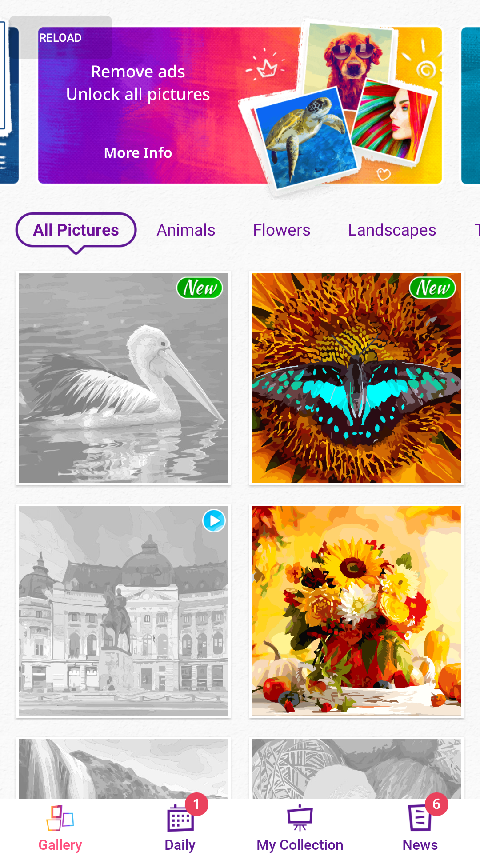 RELOAD
Remove ads
Unlock all pictures
More Info
All Pictures
Animals
Flowers
Landscapes
New
New
1
6
Gallery
Daily
My Collection
News